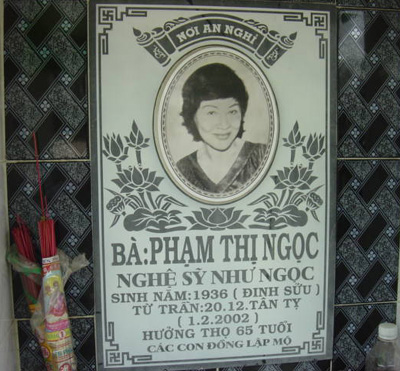 NƠI AN NGHỈ
BÀ:PHẠM THỊ NGỌC
NGHỆ SỸ NHƯ NGỌC
SINH NĂM:1936 ( ĐINH SỬU )
TỪ TRẦN:20.12.TÂN TỴ
( 1.2.2002 )
HƯỞNG THỌ 65 TUỔI
CÁC CON ĐỒNG LẬP MỘ